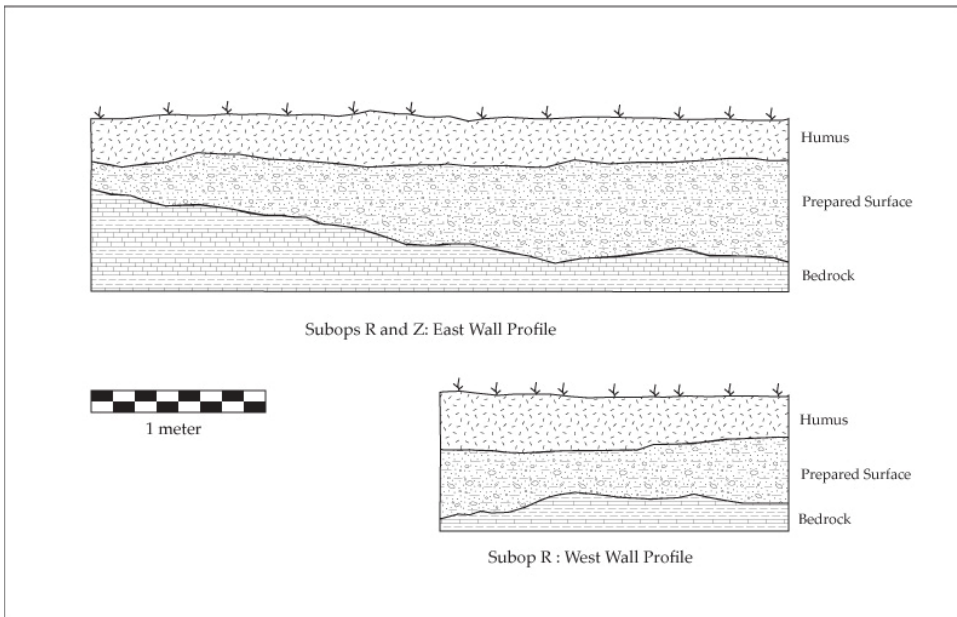 Humus
Prepared Surface
Bedrock
Subops R and Z: East Wall Profile
1 meter
Humus
Prepared Surface
Bedrock
Subop R : West Wall Profile